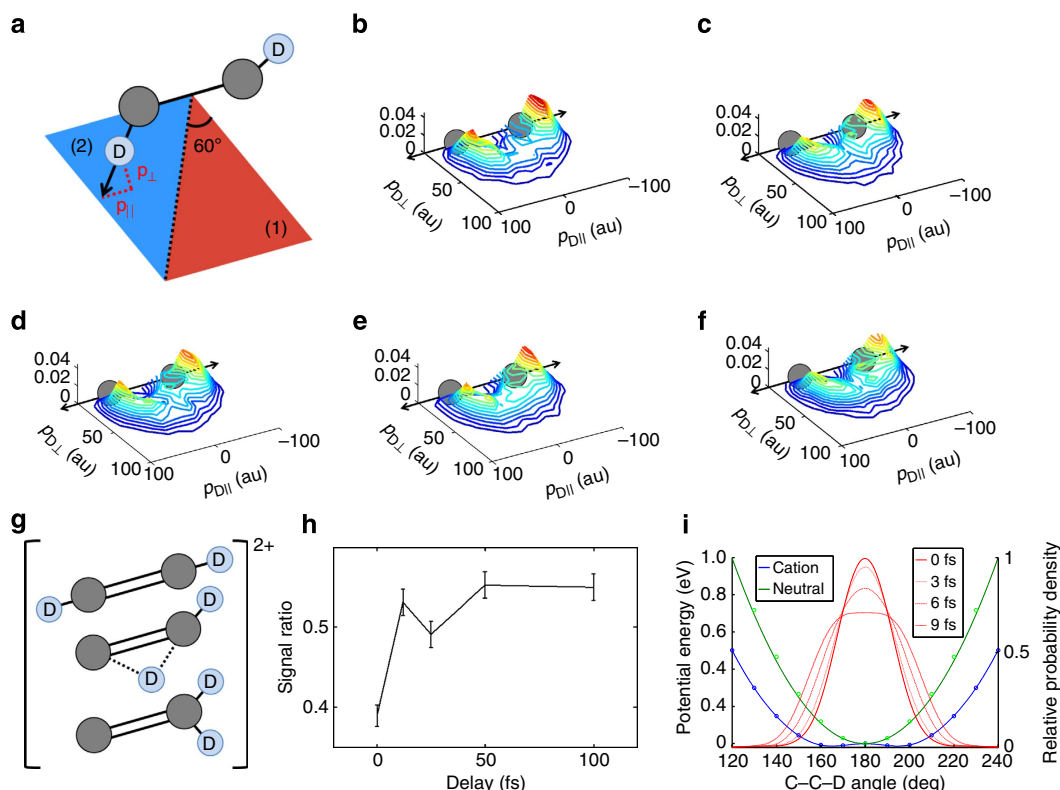 a
D
(2)
D
60°
p⊥
p||
(1)
b
0.04
0.02
0
50
100
100
0
−100
pD⊥ (au)
pD|| (au)
c
0.04
0.02
0
50
100
100
0
−100
pD⊥ (au)
pD|| (au)
d
0.04
0.02
0
50
100
100
0
−100
pD⊥ (au)
pD|| (au)
e
0.04
0.02
0
50
100
100
0
−100
pD⊥ (au)
pD|| (au)
f
0.04
0.02
0
50
100
100
0
−100
pD⊥ (au)
pD|| (au)
g
2+
D
D
D
D
D
D
h
Signal ratio
0.5
0.4
0
50
100
Delay (fs)
i
Potential energy (eV)
1.0
0.8
0.6
0.4
0.4
0
Cation
Neutral
0 fs
3 fs
6 fs
9 fs
1
0.5
0
Relative probability density
120 140 160 180 200 220 240
C–C–D angle (deg)